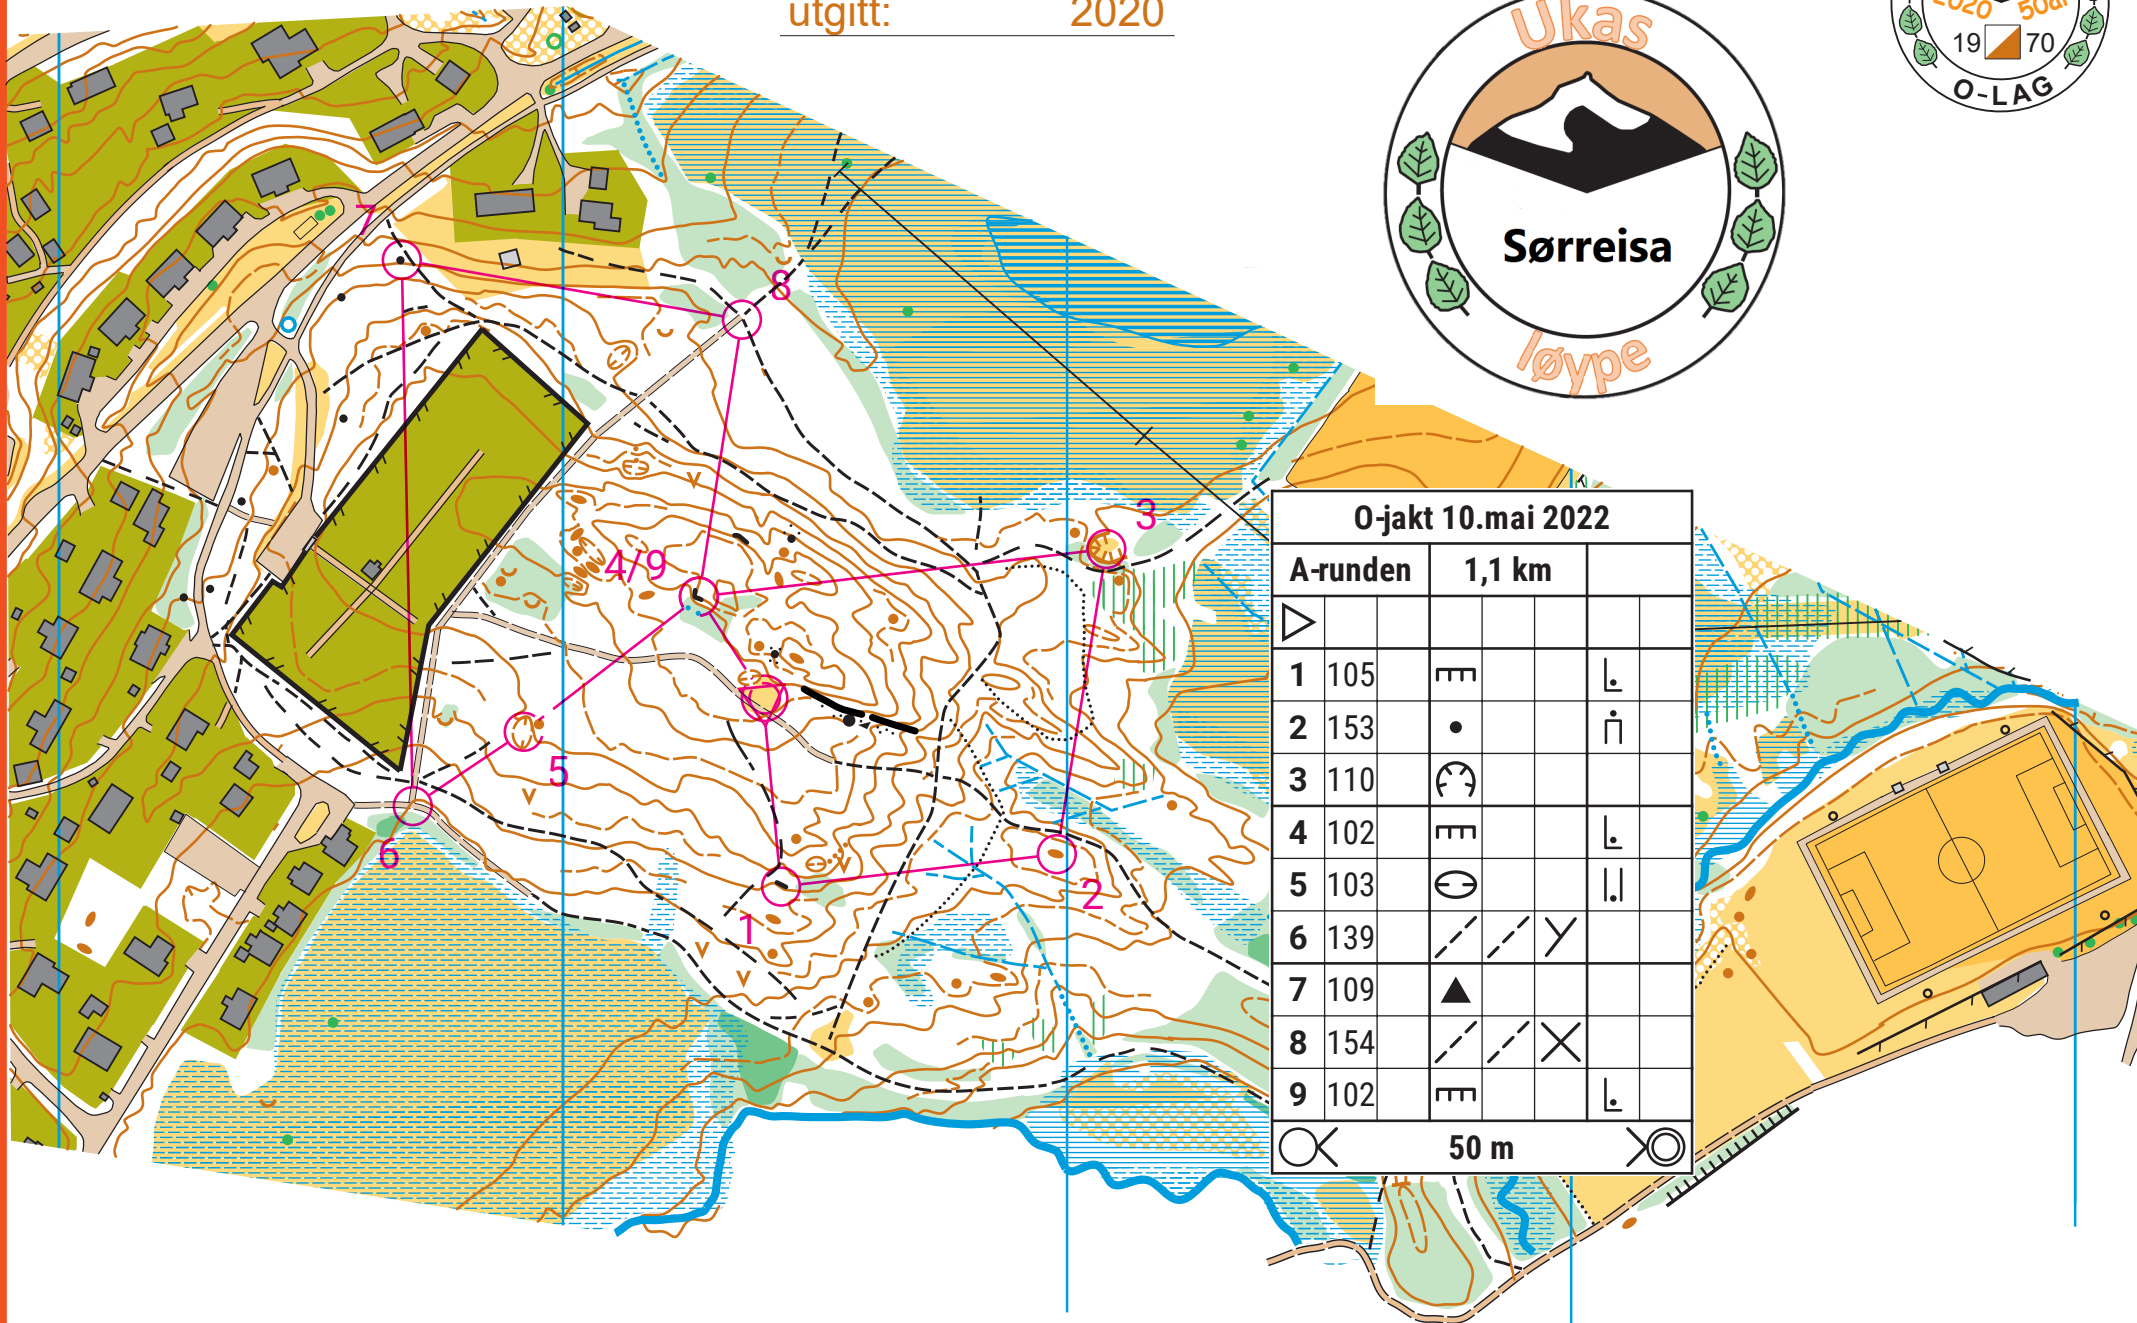 utgitt: 2020
Ukas
Sørreisa
løype
2020 50år
19 70
O-LAG
7
8
3
4/9
5
6
1
2
O-jakt 10.mai 2022
A-runden 1,1 km
1 105
2 153
3 110
4 102
5 103
6 139
7 109
8 154
9 102
50 m